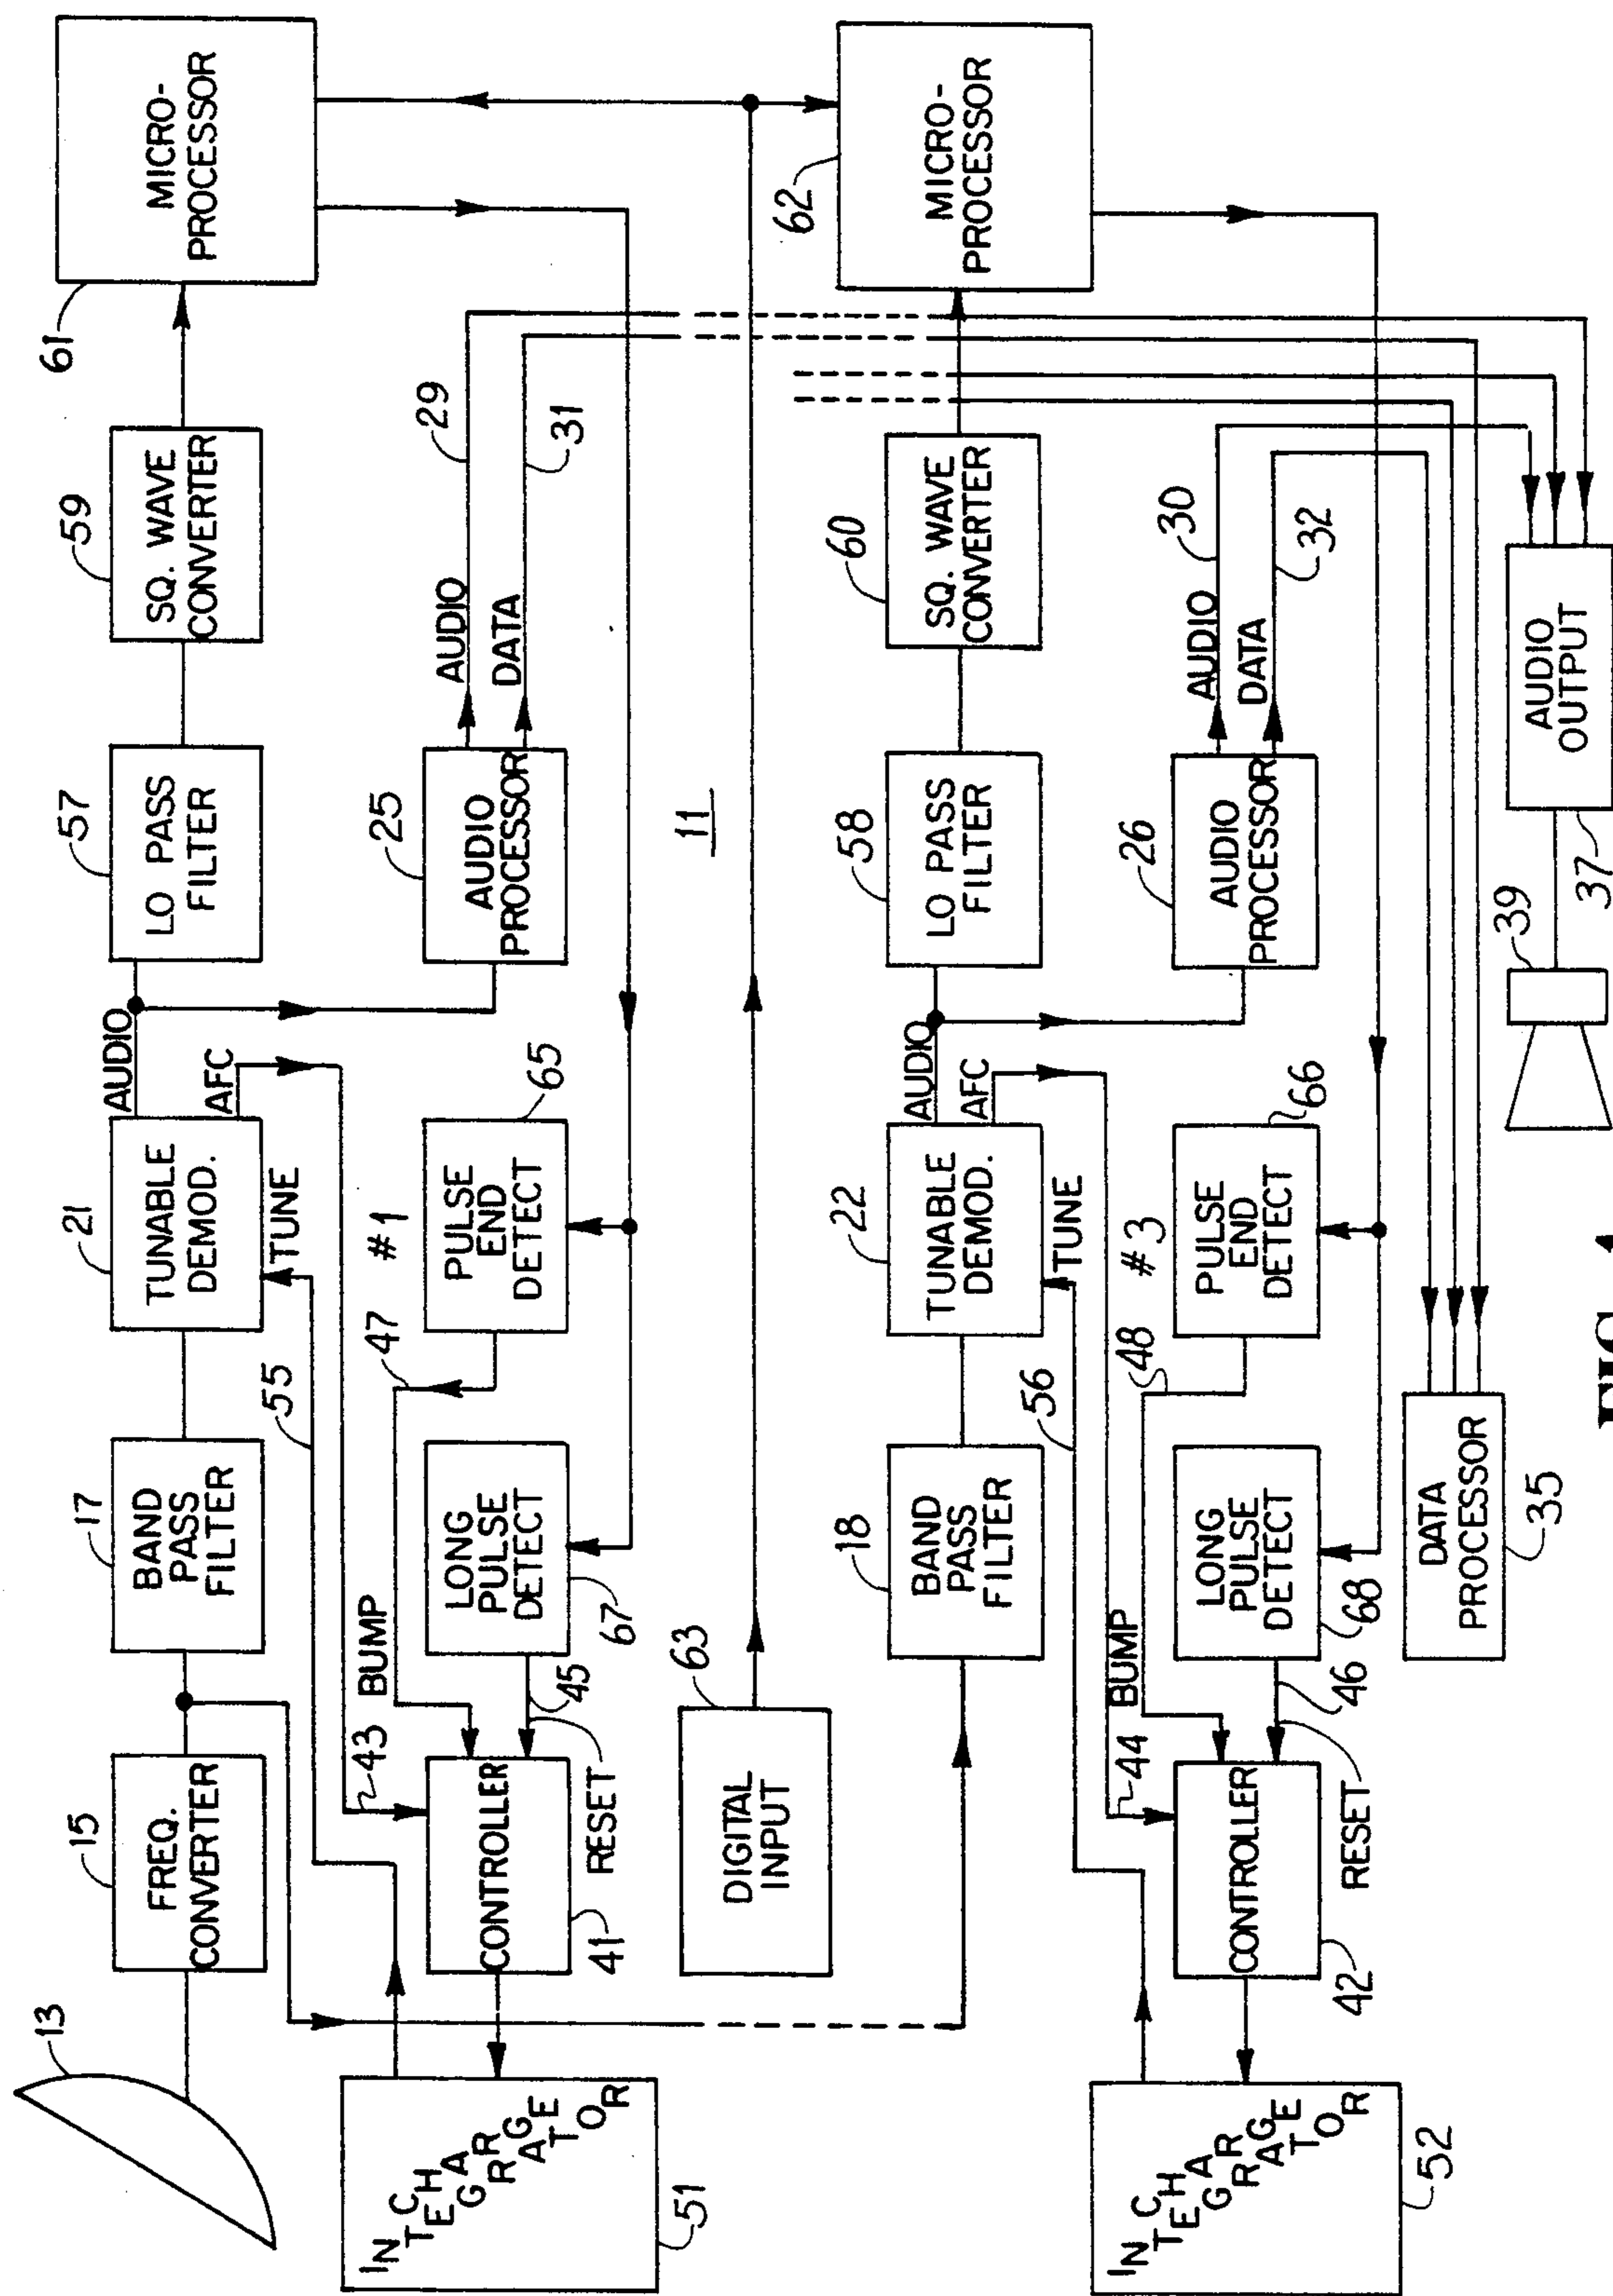 13
15
FREQ.
CONVERTER
17
BAND
PASS
FILTER
21
TUNABLE
DEMOD.
AUDIO
AFC
TUNE
57
LO PASS
FILTER
59
SQ. WAVE
CONVERTER
61
MICRO-
PROCESSOR
55
43
BUMP
47
#1
CHARGE
INTEGRATOR
51
CONTROLLER
41
45
RESET
LONG
PULSE
DETECT
67
PULSE
END
DETECT
65
25
AUDIO
PROCESSOR
AUDIO
29
DATA
31
11
63
DIGITAL
INPUT
18
BAND
PASS
FILTER
22
TUNABLE
DEMOD.
AUDIO
AFC
TUNE
58
LO PASS
FILTER
60
SQ. WAVE
CONVERTER
62
MICRO-
PROCESSOR
56
44
BUMP
48
#3
CHARGE
INTEGRATOR
52
CONTROLLER
42
46
RESET
LONG
PULSE
DETECT
68
PULSE
END
DETECT
66
26
AUDIO
PROCESSOR
AUDIO
30
DATA
32
DATA
PROCESSOR
35
39
AUDIO
OUTPUT
37